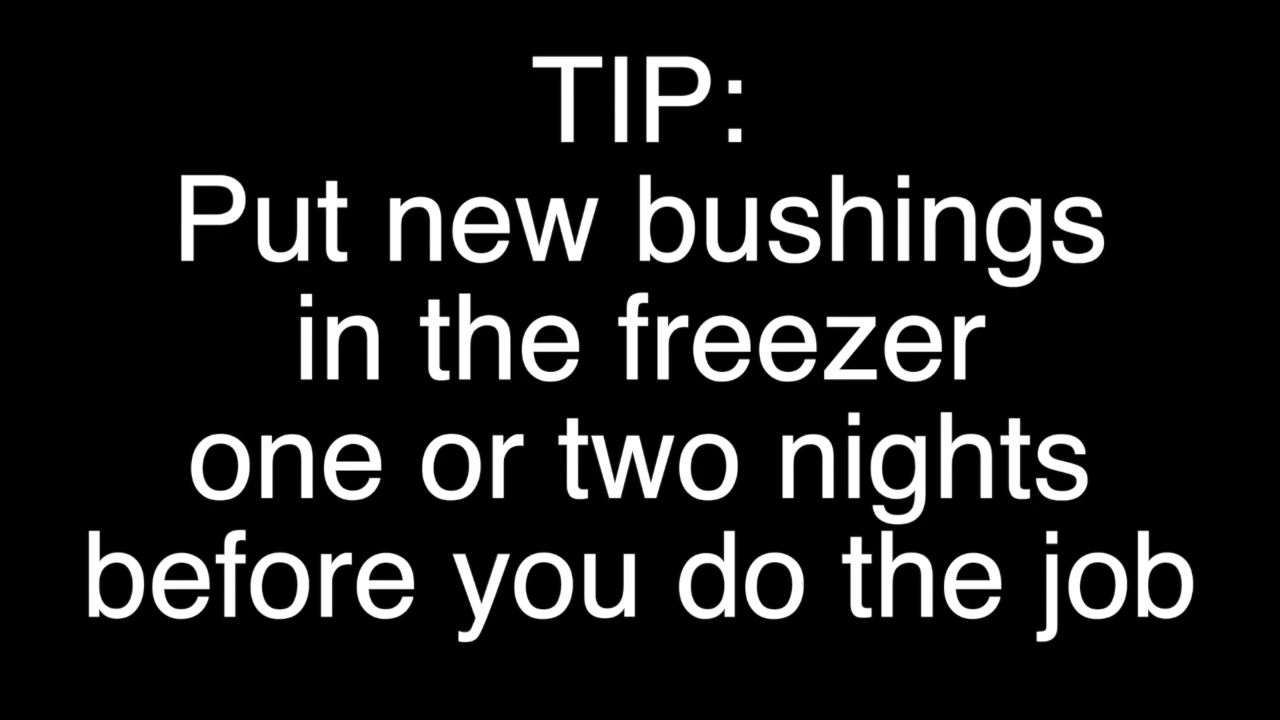 TIP:
Put new bushings
in the freezer
one or two nights
before you do the job